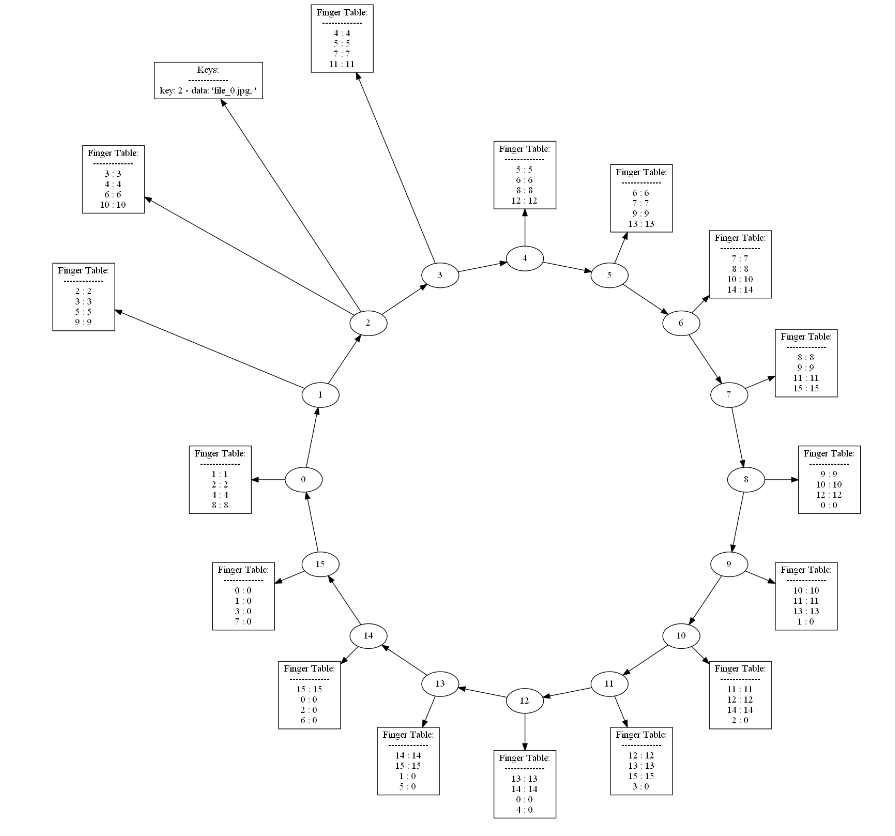 Finger Table:
-------------
4 : 4
5 : 5
7 : 7
11 : 11
Keys:
-------------
key: 2 - data: 'file_0.jpg, '
Finger Table:
-------------
3 : 3
4 : 4
6 : 6
10 : 10
Finger Table:
-------------
5 : 5
6 : 6
8 : 8
12 : 12
Finger Table:
-------------
6 : 6
7 : 7
9 : 9
13 : 13
Finger Table:
-------------
7 : 7
8 : 8
10 : 10
14 : 14
Finger Table:
-------------
2 : 2
3 : 3
5 : 5
9 : 9
4
3
5
2
6
Finger Table:
-------------
8 : 8
9 : 9
11 : 11
15 : 15
1
7
Finger Table:
-------------
1 : 1
2 : 2
4 : 4
8 : 8
0
8
Finger Table:
-------------
9 : 9
10 : 10
12 : 12
0 : 0
15
9
Finger Table:
-------------
0 : 0
1 : 0
3 : 0
7 : 0
Finger Table:
-------------
10 : 10
11 : 11
13 : 13
1 : 0
14
10
Finger Table:
-------------
15 : 15
0 : 0
2 : 0
6 : 0
13
12
11
Finger Table:
-------------
11 : 11
12 : 12
14 : 14
2 : 0
Finger Table:
-------------
14 : 14
15 : 15
1 : 0
5 : 0
Finger Table:
-------------
13 : 13
14 : 14
0 : 0
4 : 0
Finger Table:
-------------
12 : 12
13 : 13
15 : 15
3 : 0